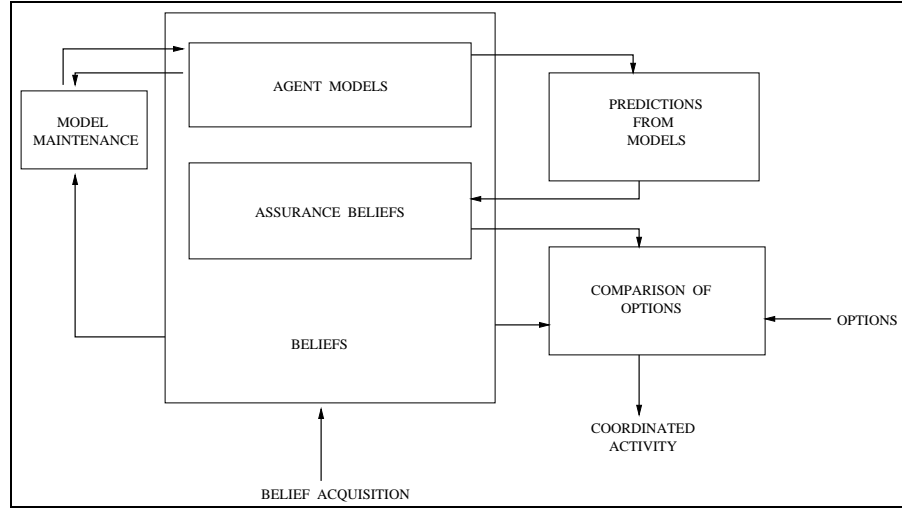 AGENT MODELS
MODEL
MAINTENANCE
PREDICTIONS
FROM
MODELS
ASSURANCE BELIEFS
COMPARISON OF
OPTIONS
OPTIONS
BELIEFS
COORDINATED
ACTIVITY
BELIEF ACQUISITION